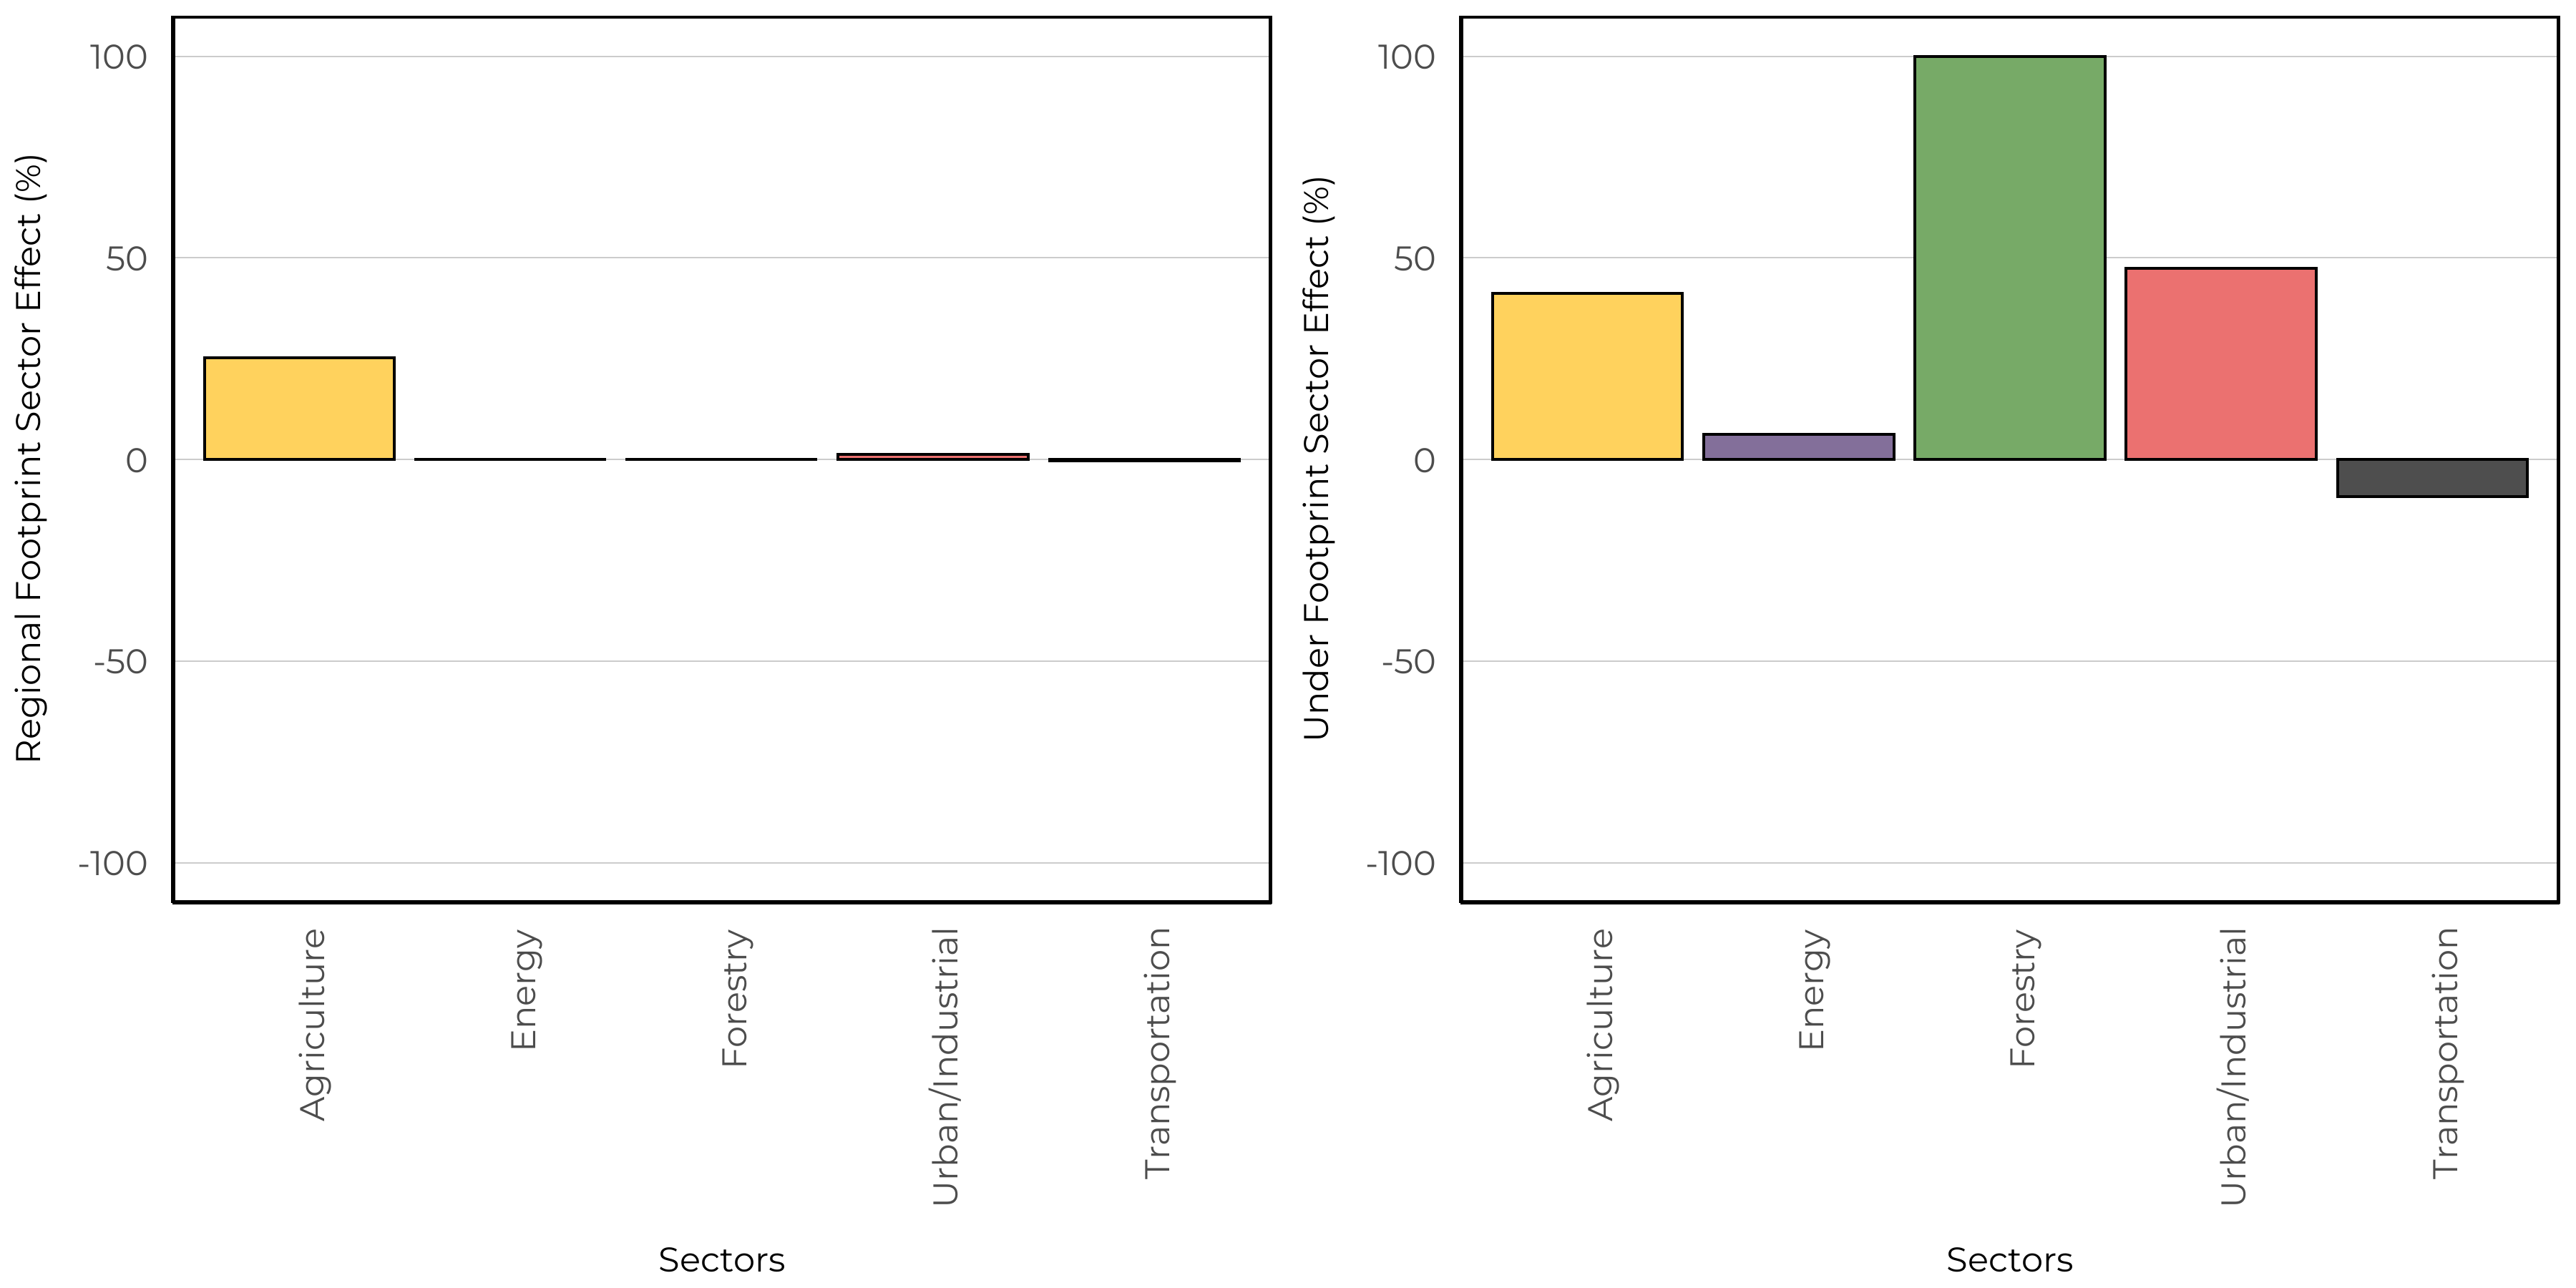 Regional Footprint Sector Effect (%)
100
50
0
-50
-100
Agriculture
Energy
Forestry
Urban/Industrial
Transportation
Sectors
Under Footprint Sector Effect (%)
100
50
0
-50
-100
Agriculture
Energy
Forestry
Urban/Industrial
Transportation
Sectors